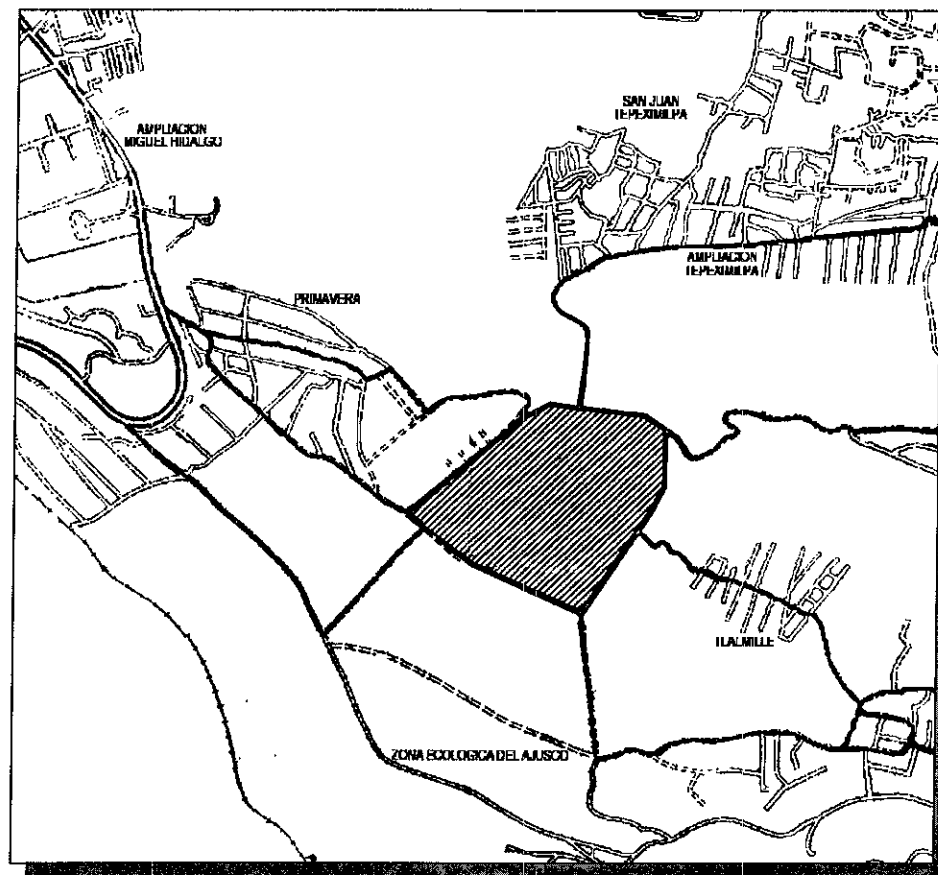 SAN JUAN
TEPEXIMILPA
AMPLIACION
MIGUEL HIDALGO
AMPLIACION
TEPEXIMILPA
PRIMAVERA
TLALMILLE
ZONA ECOLOGICA DEL AJUSCO